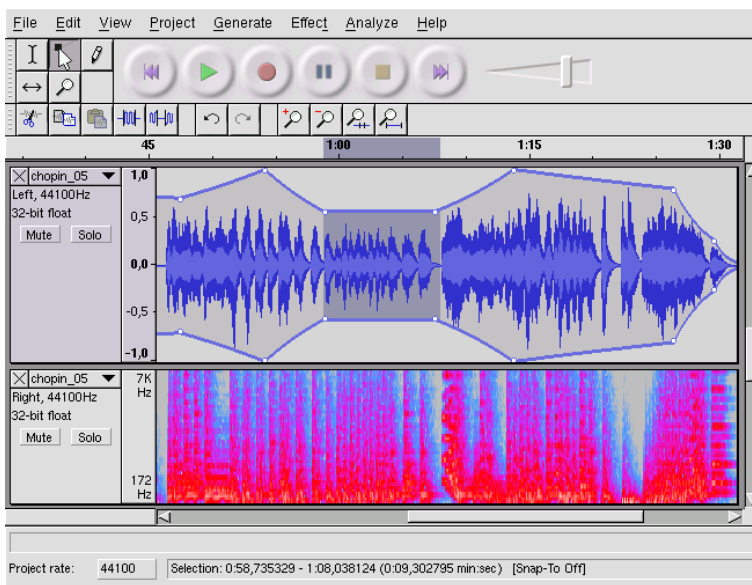 File Edit View Project Generate Effect Analyze Help
45 1:00 1:15 1:30
chopin_05
Left, 44100Hz
32-bit float
Mute Solo
1,0
0,5
0,0
-0,5
-1,0
chopin_05
Right, 44100Hz
32-bit float
Mute Solo
7K
Hz
172
Hz
Project rate: 44100 Selection: 0:58,735329 - 1:08,038124 (0:09,302795 min:sec) [Snap-To Off]